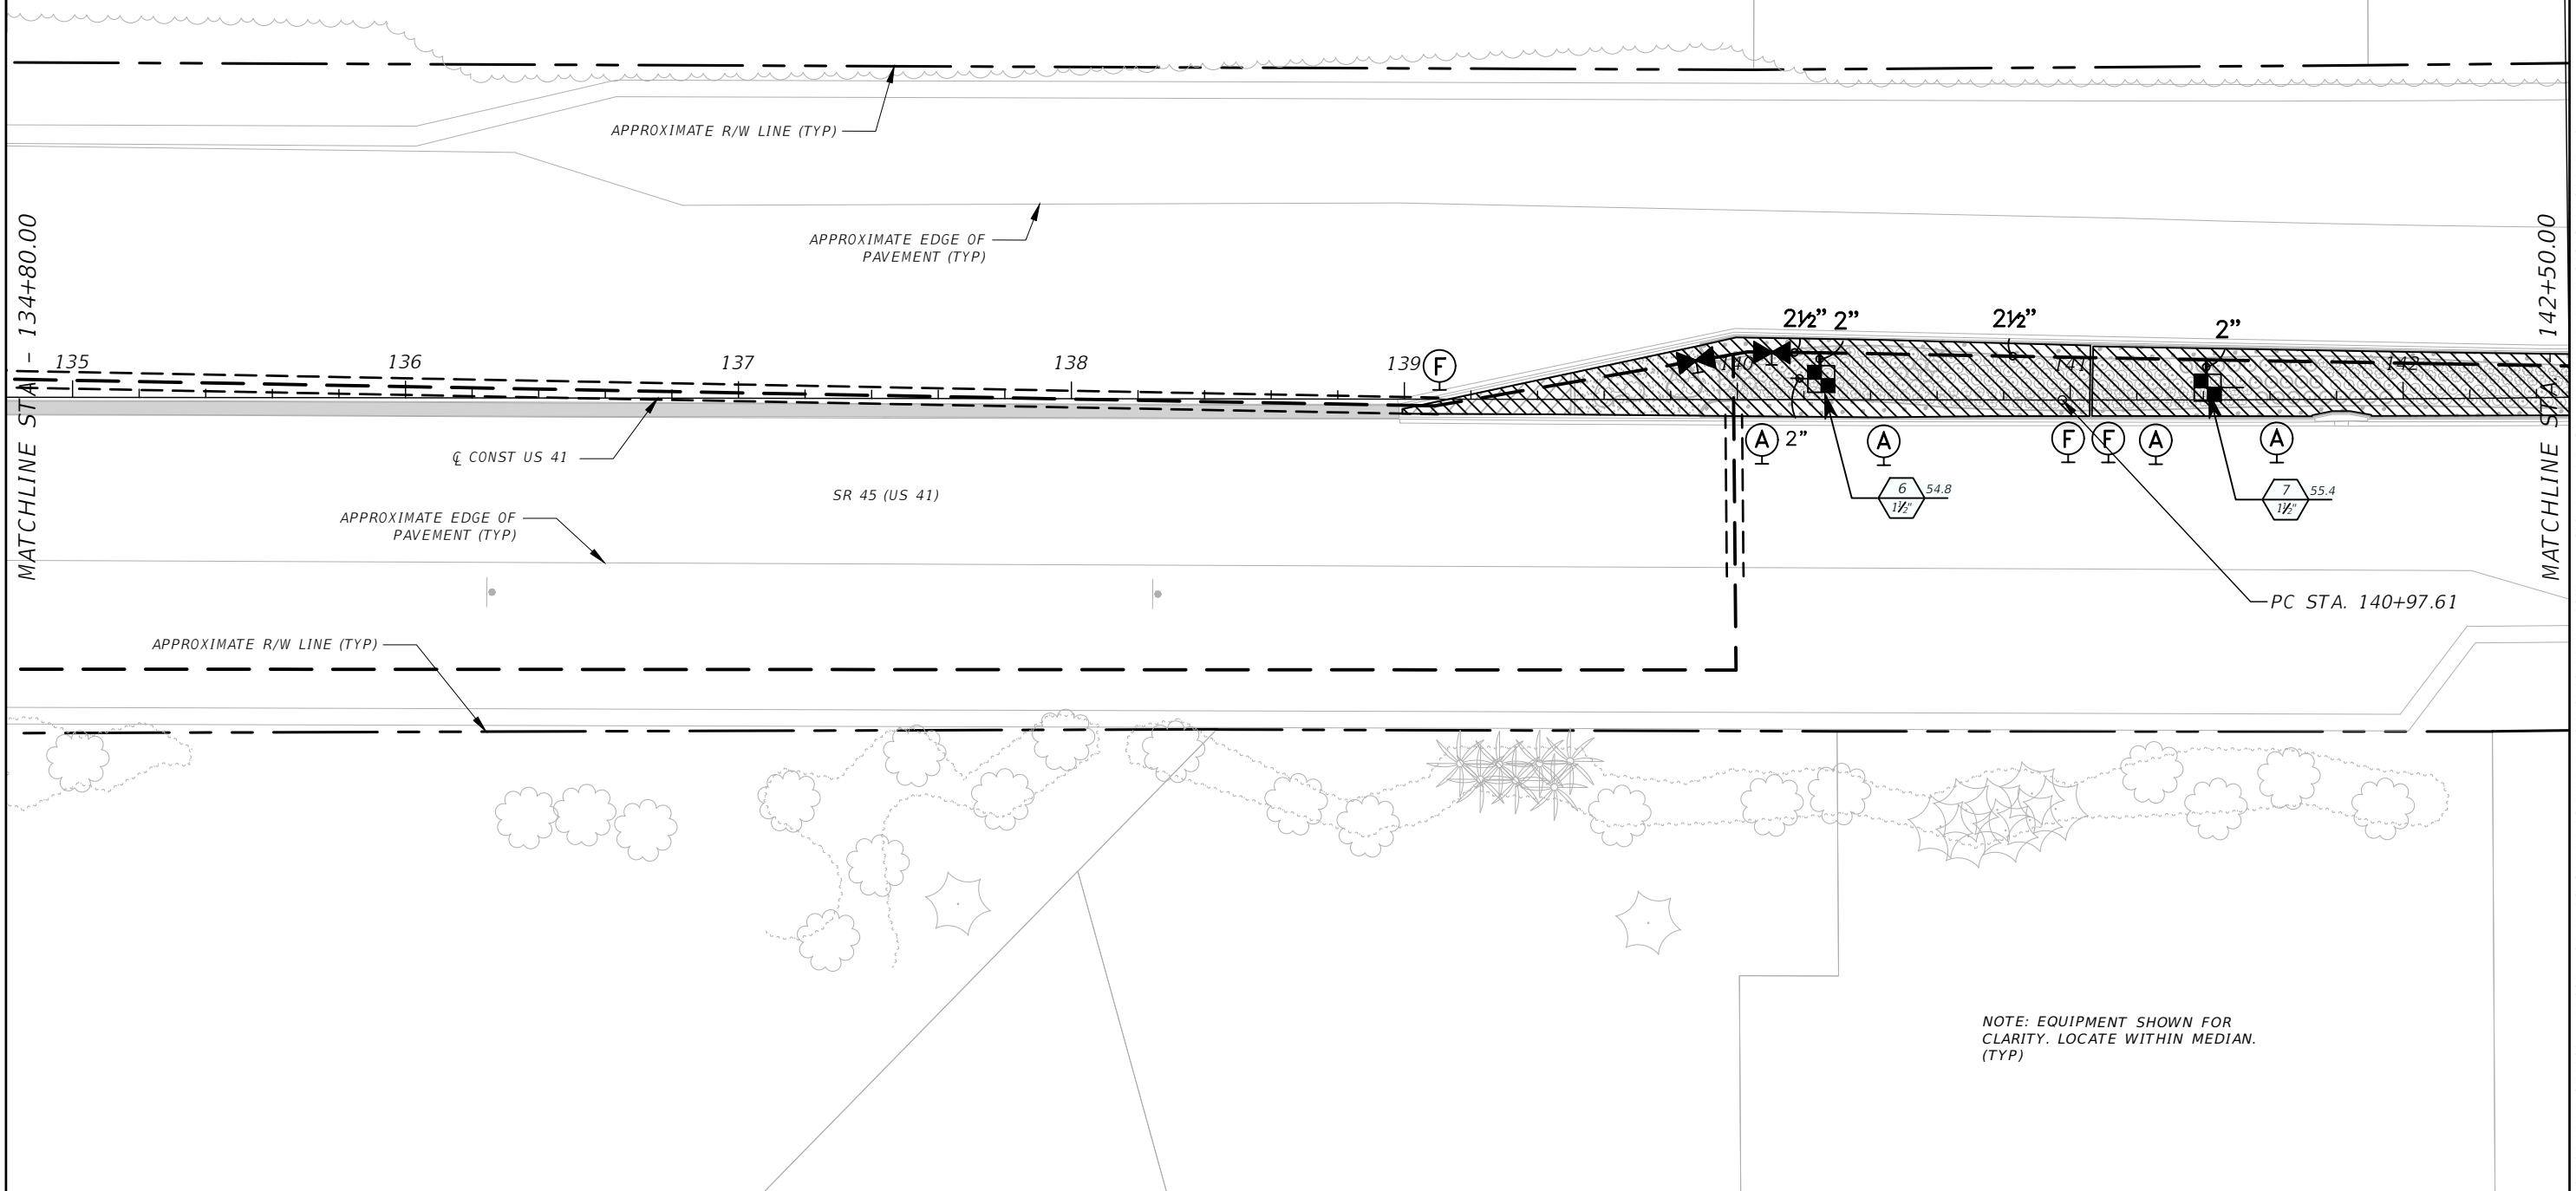 APPROXIMATE R/W LINE (TYP)
APPROXIMATE EDGE OF
PAVEMENT (TYP)
MATCHLINE STA - 134+80.00
MATCHLINE STA - 142+50.00
135
136
137
138
139
140
141
142
F
2½"
2"
2½"
2"
℄ CONST US 41
SR 45 (US 41)
A
2"
A
F
F
A
A
6
1½"
54.8
7
1½"
55.4
APPROXIMATE EDGE OF
PAVEMENT (TYP)
PC STA. 140+97.61
APPROXIMATE R/W LINE (TYP)
NOTE: EQUIPMENT SHOWN FOR
CLARITY. LOCATE WITHIN MEDIAN.
(TYP)